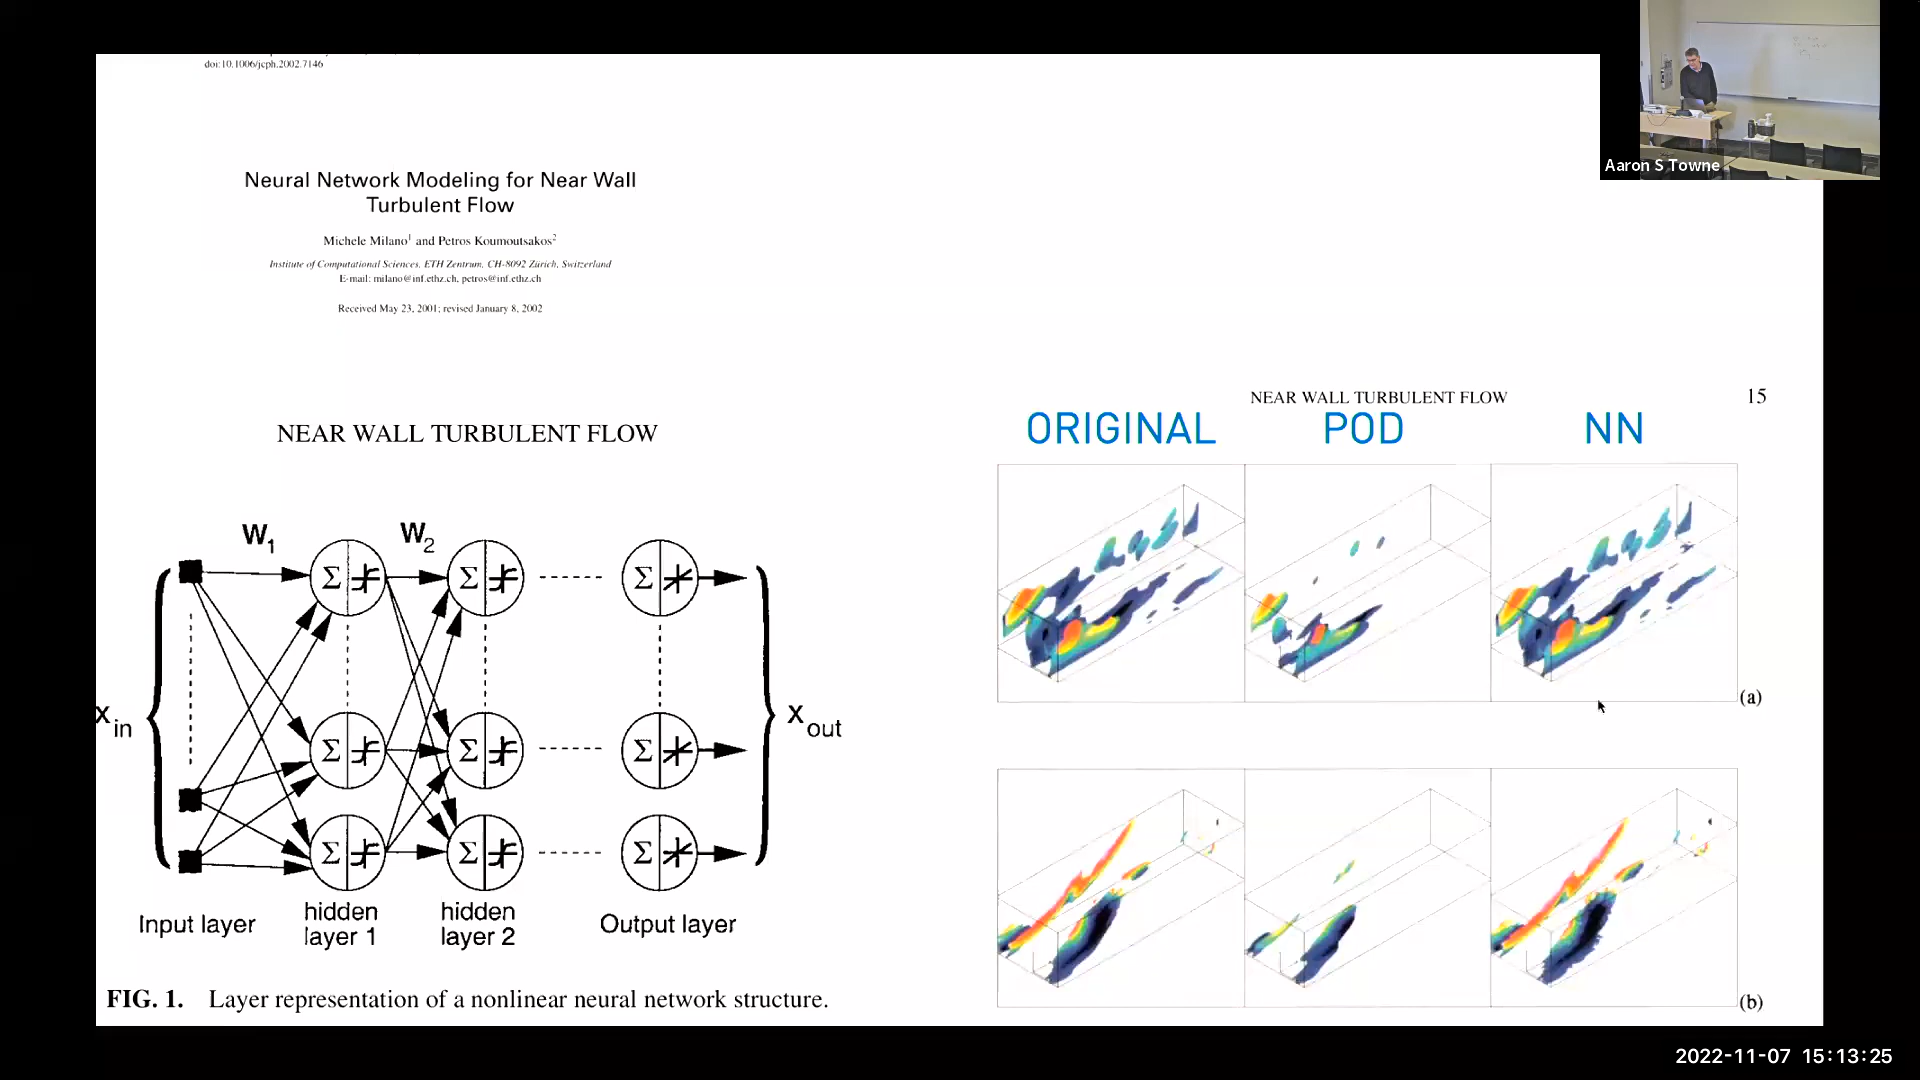 doi:10.1006/jcph.2002.7146
Neural Network Modeling for Near Wall
Turbulent Flow
Michele Milano1 and Petros Koumoutsakos2
Institute of Computational Sciences, ETH Zentrum, CH-8092 Zürich, Switzerland
E-mail: milano@inf.ethz.ch, petros@inf.ethz.ch
Received May 23, 2001; revised January 8, 2002
NEAR WALL TURBULENT FLOW
W1
W2
Σ
Σ
Σ
Σ
Σ
Σ
Σ
Σ
Σ
xin
xout
Input layer
hidden
layer 1
hidden
layer 2
Output layer
FIG. 1. Layer representation of a nonlinear neural network structure.
NEAR WALL TURBULENT FLOW
15
ORIGINAL
POD
NN
(a)
(b)
Aaron S Towne
2022-11-07 15:13:25